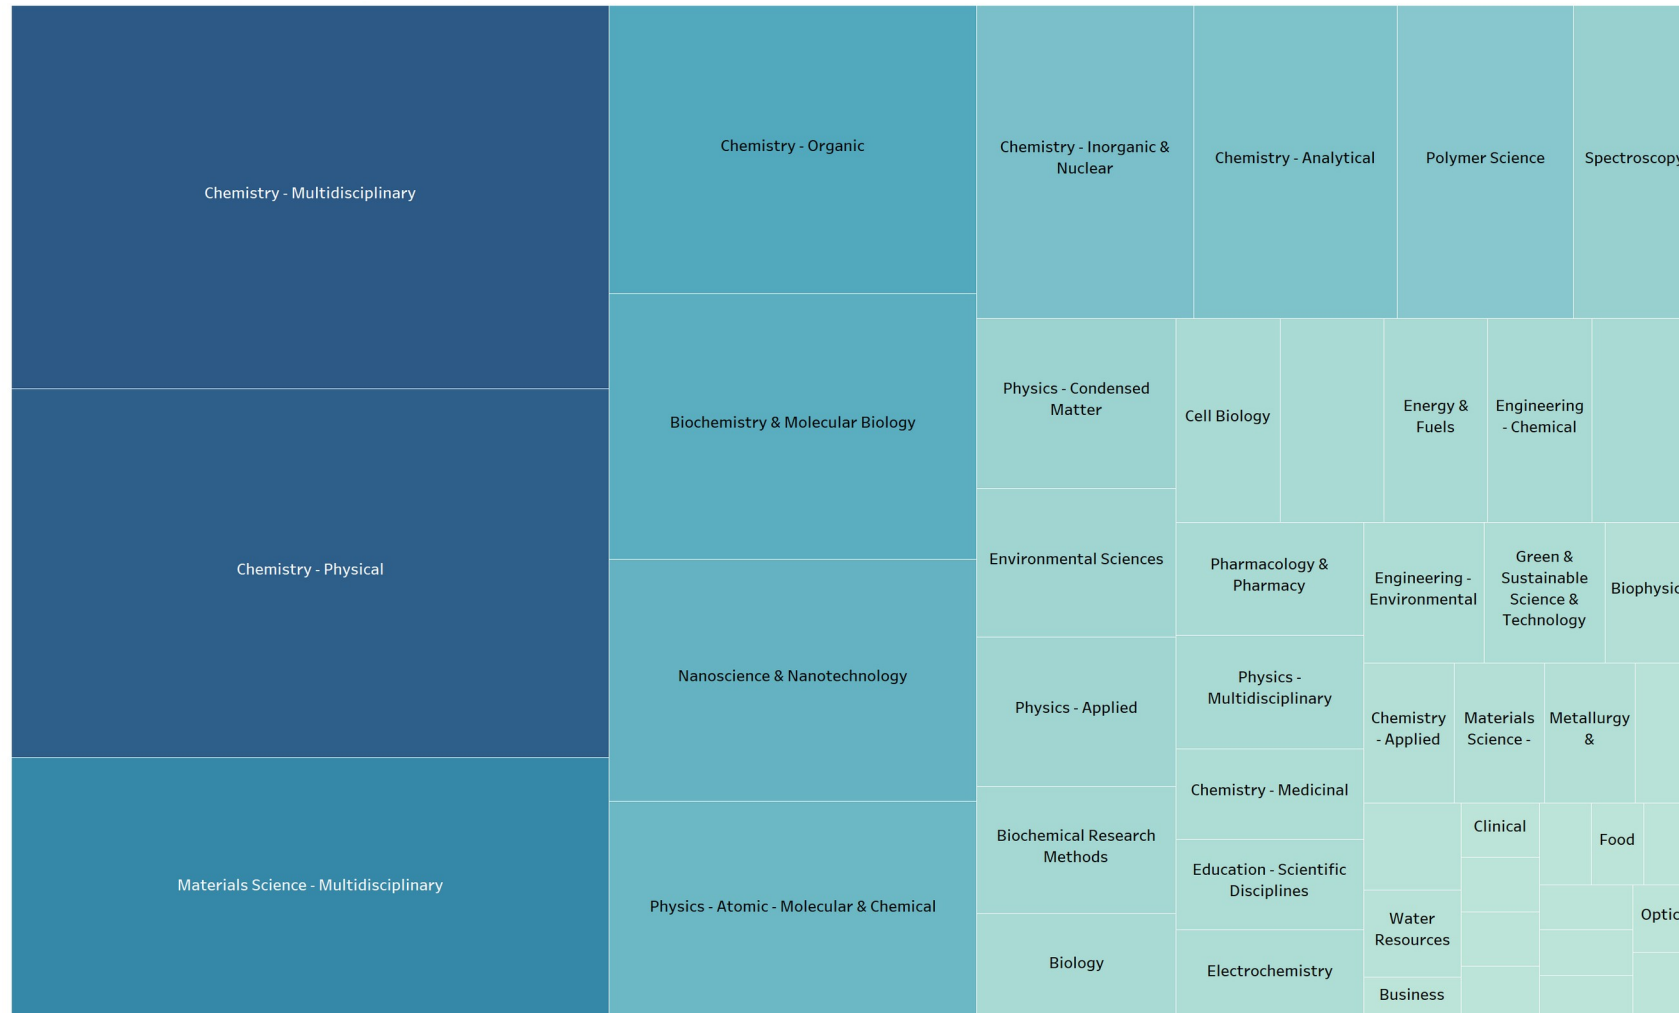 Chemistry - Multidisciplinary
Chemistry - Physical
Materials Science - Multidisciplinary
Chemistry - Organic
Biochemistry & Molecular Biology
Nanoscience & Nanotechnology
Physics - Atomic - Molecular & Chemical
Chemistry - Inorganic &
Nuclear
Chemistry - Analytical
Polymer Science
Spectroscopy
Physics - Condensed
Matter
Environmental Sciences
Physics - Applied
Biochemical Research
Methods
Biology
Cell Biology
Energy &
Fuels
Engineering
- Chemical
Pharmacology &
Pharmacy
Physics -
Multidisciplinary
Chemistry - Medicinal
Education - Scientific
Disciplines
Electrochemistry
Engineering -
Environmental
Green &
Sustainable
Science &
Technology
Biophysic
Chemistry
- Applied
Materials
Science -
Metallurgy
&
Water
Resources
Business
Clinical
Food
Optic